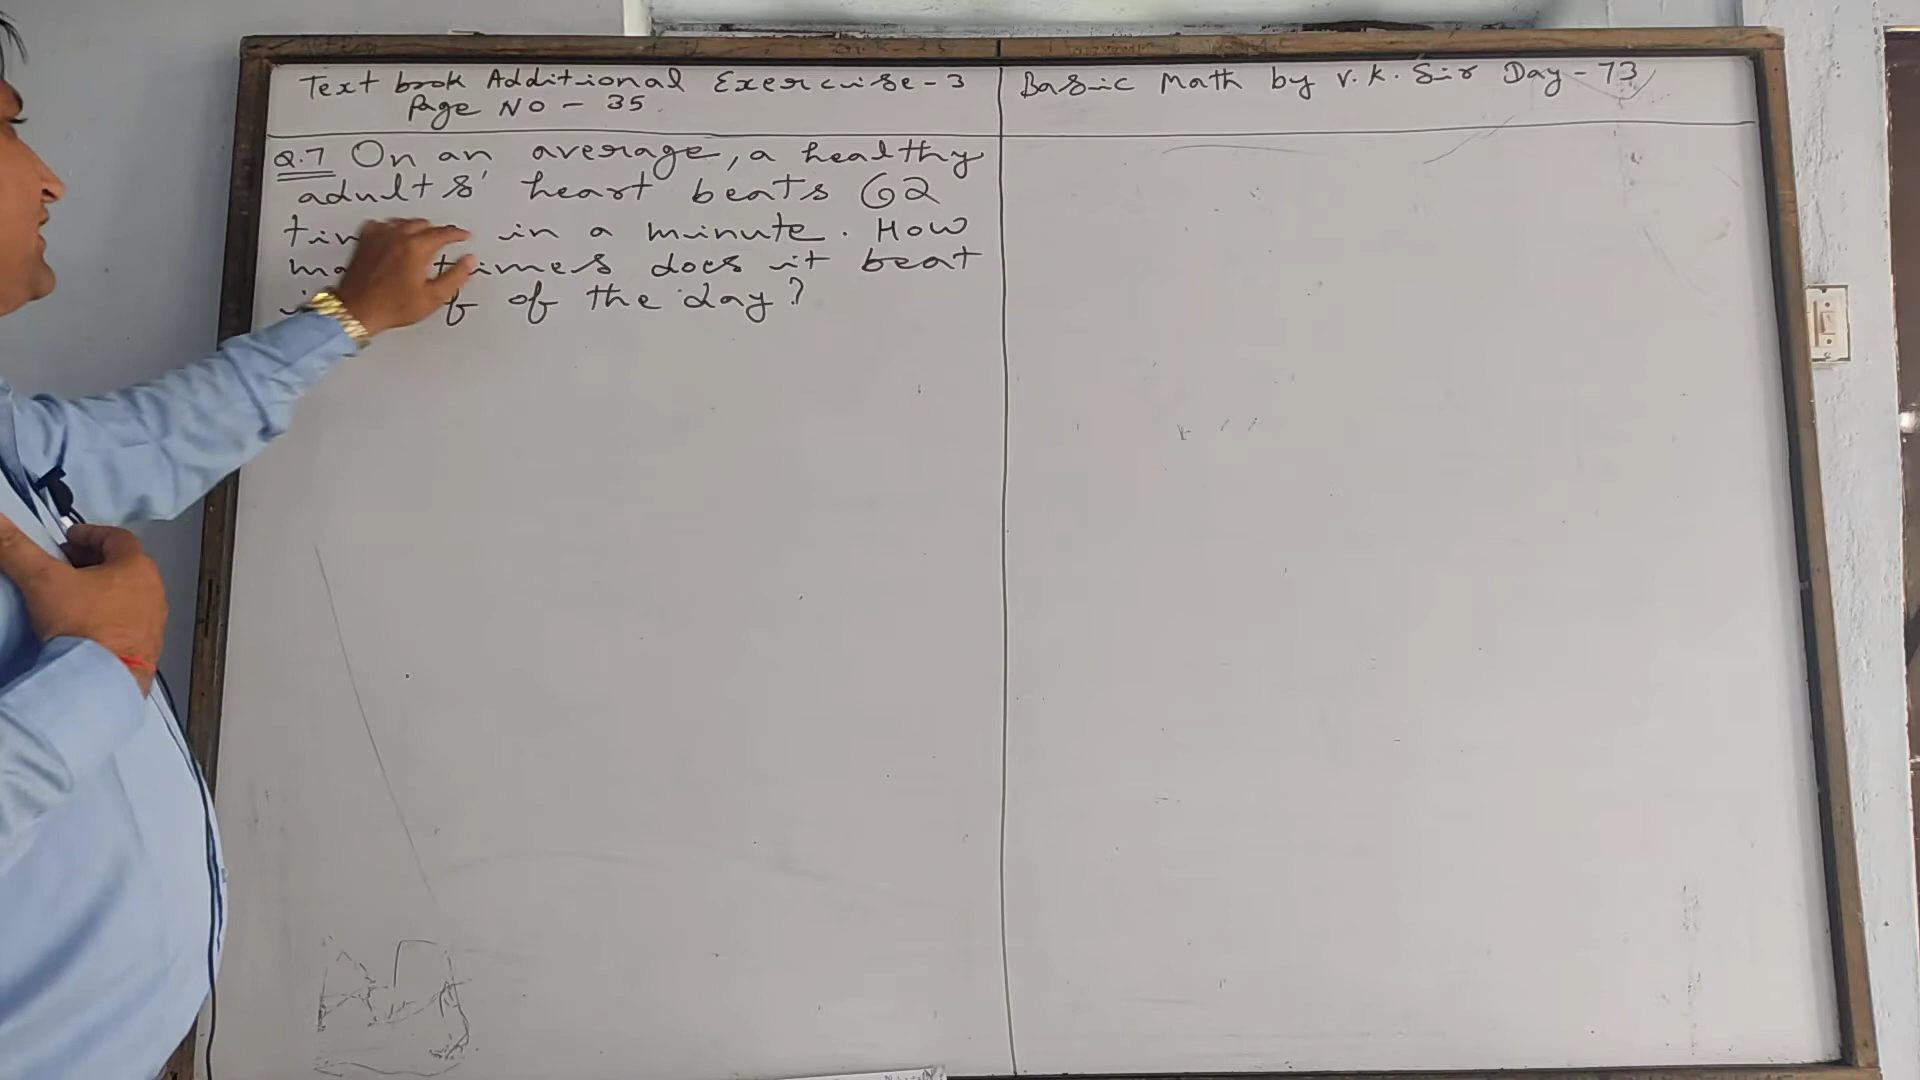 Text book Additional Exercise - 3
Page No - 35
Basic Math by V. K. Sir Day - 73
Q.7 On an average, a healthy
adults' heart beats 62
in a minute. How
times does it beat
of the day?